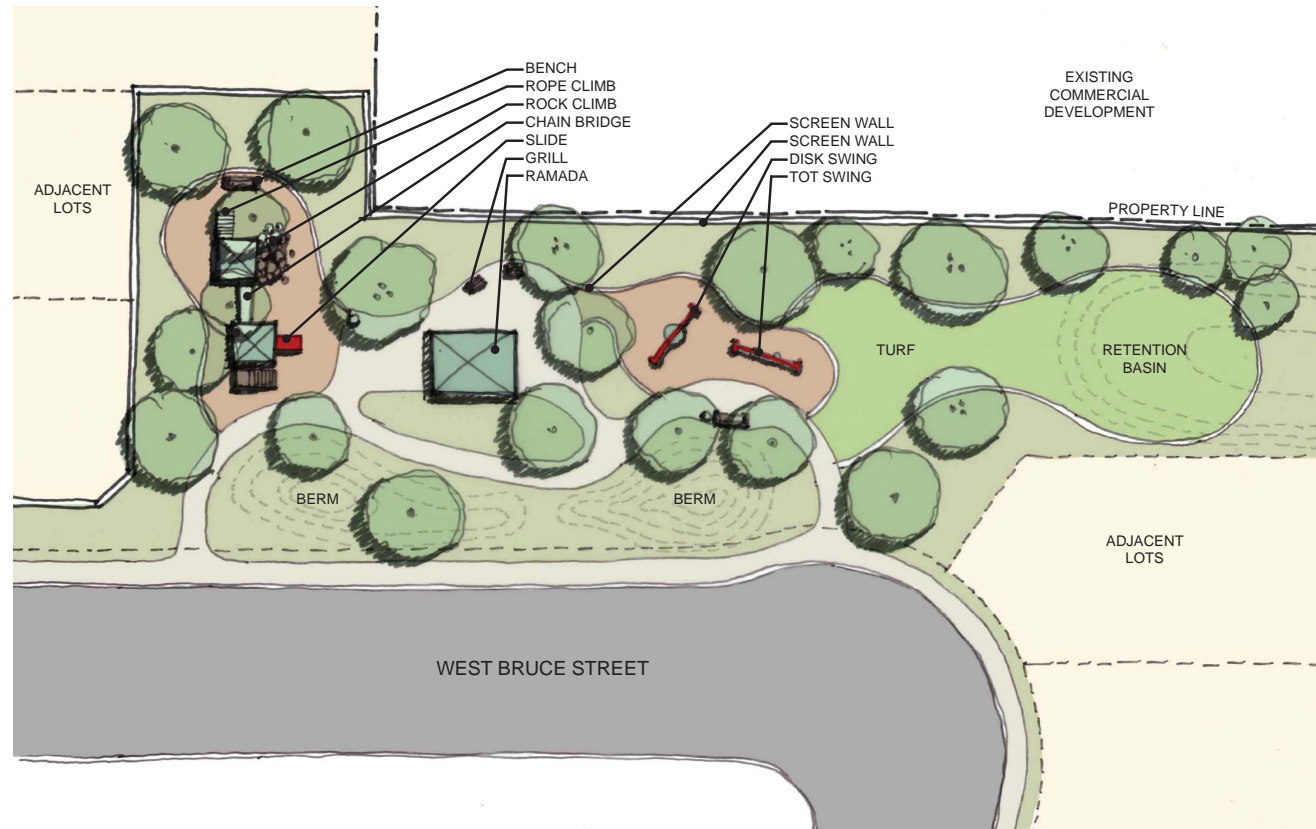 BENCH
ROPE CLIMB
ROCK CLIMB
CHAIN BRIDGE
SLIDE
GRILL
RAMADA
SCREEN WALL
SCREEN WALL
DISK SWING
TOT SWING
EXISTING
COMMERCIAL
DEVELOPMENT
ADJACENT
LOTS
PROPERTY LINE
TURF
RETENTION
BASIN
BERM
BERM
ADJACENT
LOTS
WEST BRUCE STREET